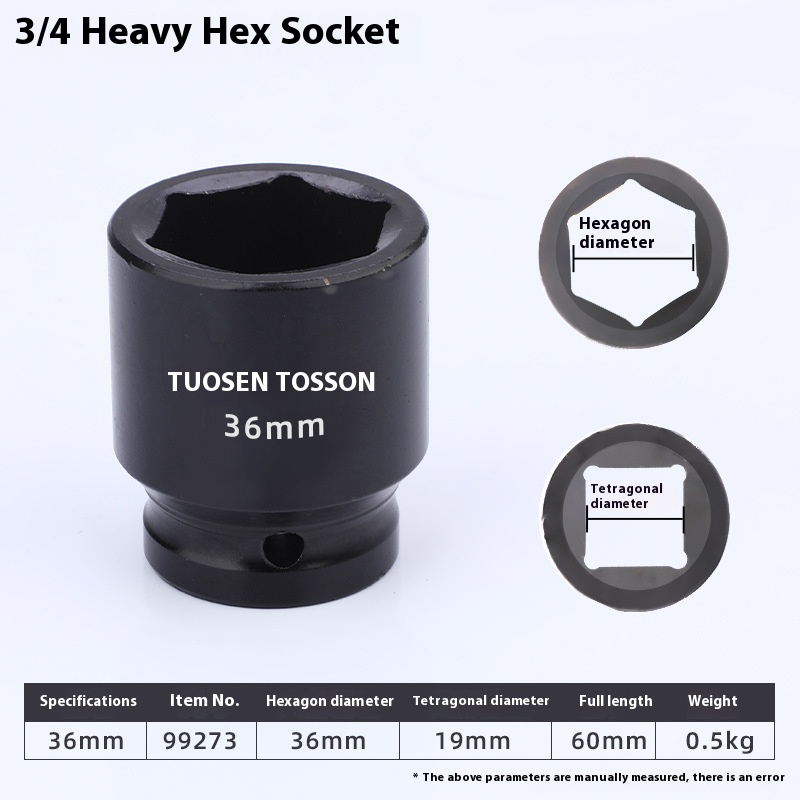 3/4 Heavy Hex Socket
Hexagon
diameter
TUOSEN TOSSON
36mm
Tetragonal
diameter
Specifications Item No. Hexagon diameter Tetragonal diameter Full length Weight
36mm 99273 36mm 19mm 60mm 0.5kg
* The above parameters are manually measured, there is an error